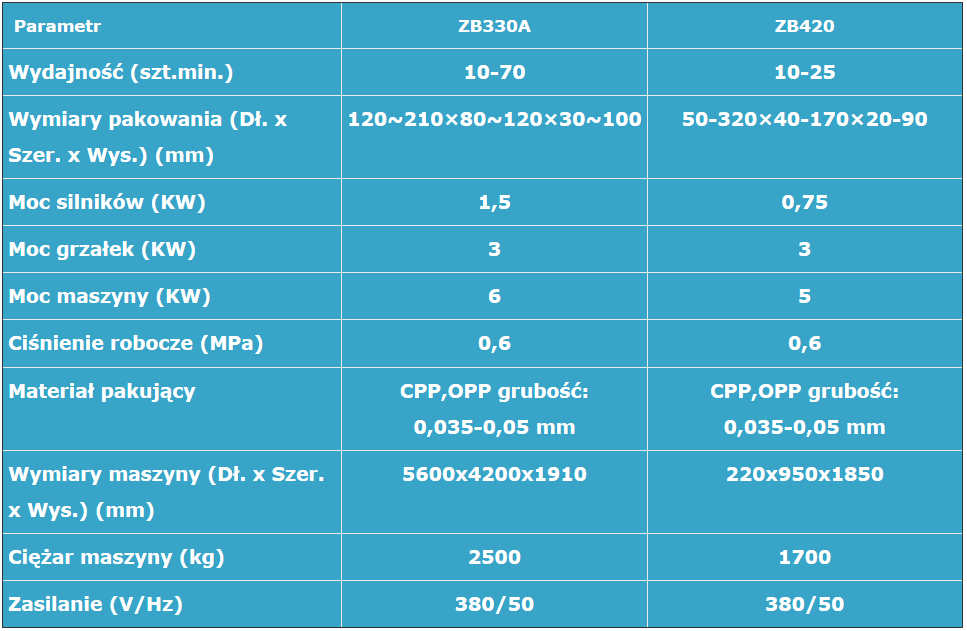 Parametr ZB330A ZB420
Wydajność (szt.min.) 10-70 10-25
Wymiary pakowania (Dł. x 120~210×80~120×30~100 50-320×40-170×20-90
Szer. x Wys.) (mm)
Moc silników (KW) 1,5 0,75
Moc grzałek (KW) 3 3
Moc maszyny (KW) 6 5
Ciśnienie robocze (MPa) 0,6 0,6
Materiał pakujący CPP,OPP grubość: CPP,OPP grubość:
0,035-0,05 mm 0,035-0,05 mm
Wymiary maszyny (Dł. x Szer. 5600x4200x1910 220x950x1850
x Wys.) (mm)
Ciężar maszyny (kg) 2500 1700
Zasilanie (V/Hz) 380/50 380/50